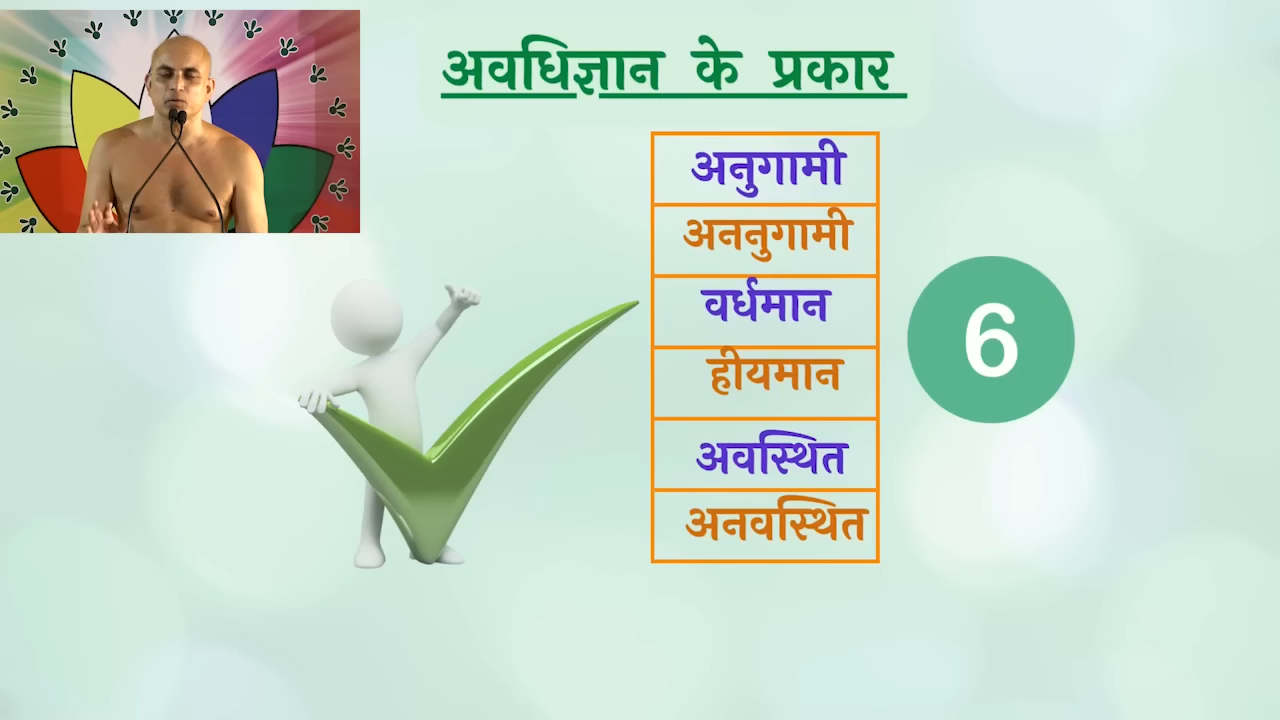 अवधिज्ञान के प्रकार
अनुगामी
अननुगामी
वर्धमान
हीयमान
अवस्थित
अनवस्थित
6